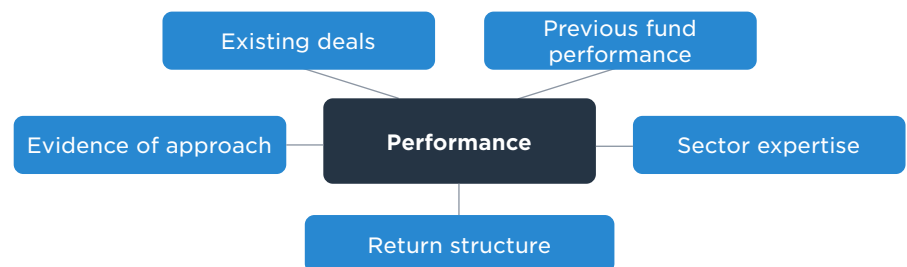 Existing deals
Previous fund
performance
Evidence of approach
Performance
Sector expertise
Return structure